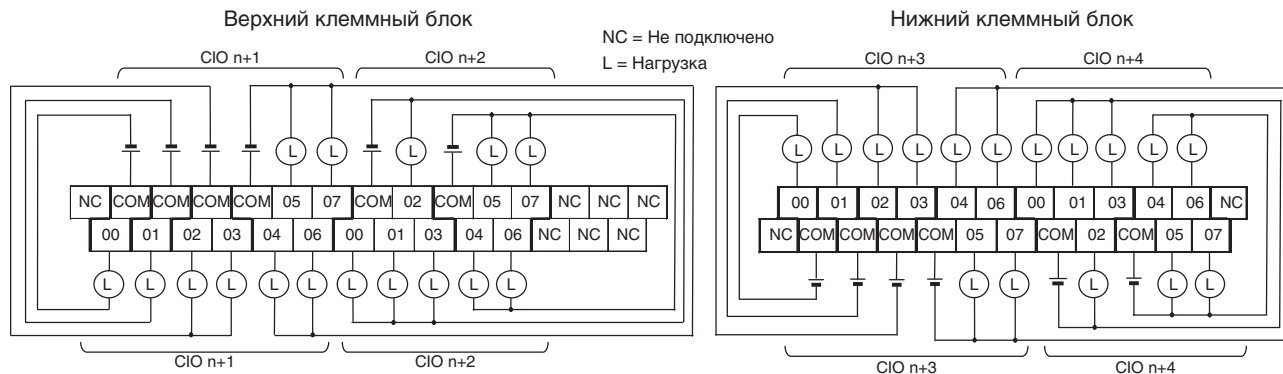 Верхний клеммный блок
Нижний клеммный блок
NC = Не подключено
L = Нагрузка
CIO n+1
CIO n+2
CIO n+3
CIO n+4
L L L L L
L L L L L L L L L L L
NC COM COM COM COM 05 07 COM 02 COM 05 07 NC NC NC
00 01 02 03 04 06 00 01 03 04 06 NC
00 01 02 03 04 06 00 01 03 04 06 NC NC NC
NC COM COM COM COM 05 07 COM 02 COM 05 07
L L L L L L L L L L L
L L L L L
CIO n+1
CIO n+2
CIO n+3
CIO n+4